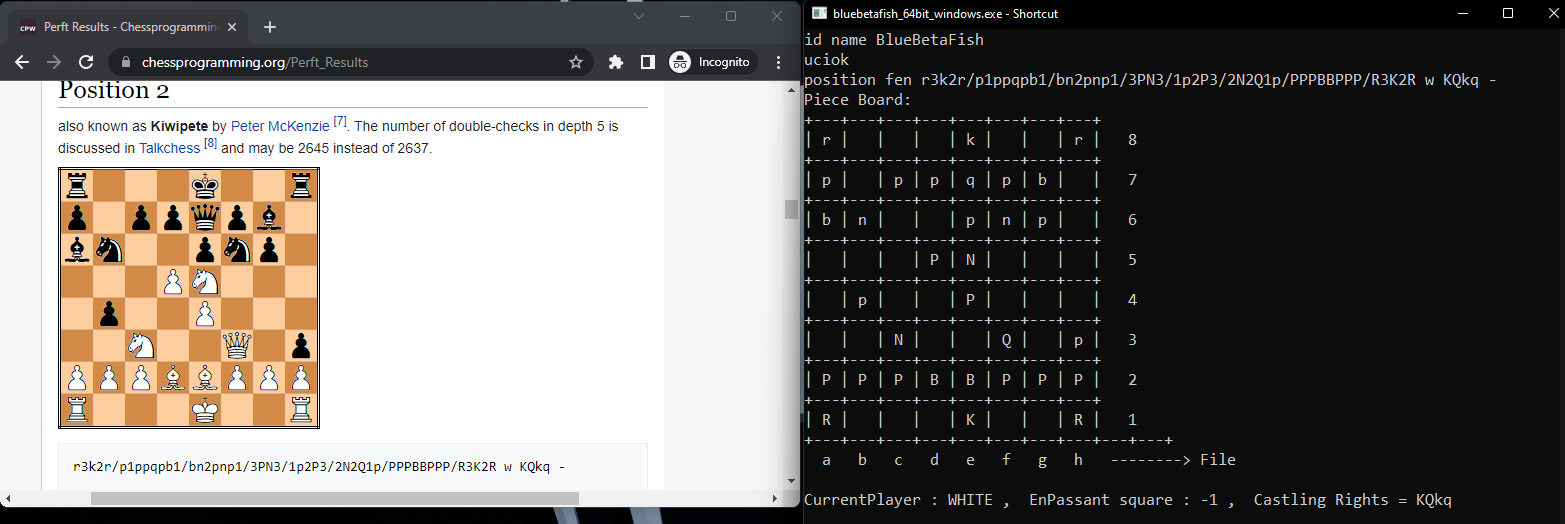 CPW Perft Results - Chessprogrammin
chessprogramming.org/Perft_Results
Incognito
Position 2
also known as Kiwipete by Peter McKenzie [7]. The number of double-checks in depth 5 is
discussed in Talkchess [8] and may be 2645 instead of 2637.
r3k2r/p1ppqpb1/bn2pnp1/3PN3/1p2P3/2N2Q1p/PPPBBPPP/R3K2R w KQkq -
bluebetafish_64bit_windows.exe - Shortcut
id name BlueBetaFish
uciok
position fen r3k2r/p1ppqpb1/bn2pnp1/3PN3/1p2P3/2N2Q1p/PPPBBPPP/R3K2R w KQkq -
Piece Board:
+---+---+---+---+---+---+---+---+
| r |   |   |   | k |   |   | r |   8
+---+---+---+---+---+---+---+---+
| p |   | p | p | q | p | b |   |   7
+---+---+---+---+---+---+---+---+
| b | n |   |   | p | n | p |   |   6
+---+---+---+---+---+---+---+---+
|   |   |   | P | N |   |   |   |   5
+---+---+---+---+---+---+---+---+
|   | p |   |   | P |   |   |   |   4
+---+---+---+---+---+---+---+---+
|   |   | N |   |   | Q |   | p |   3
+---+---+---+---+---+---+---+---+
| P | P | P | B | B | P | P | P |   2
+---+---+---+---+---+---+---+---+
| R |   |   |   | K |   |   | R |   1
+---+---+---+---+---+---+---+---+---+---+
  a   b   c   d   e   f   g   h   --------> File
CurrentPlayer : WHITE ,  EnPassant square : -1 ,  Castling Rights = KQkq